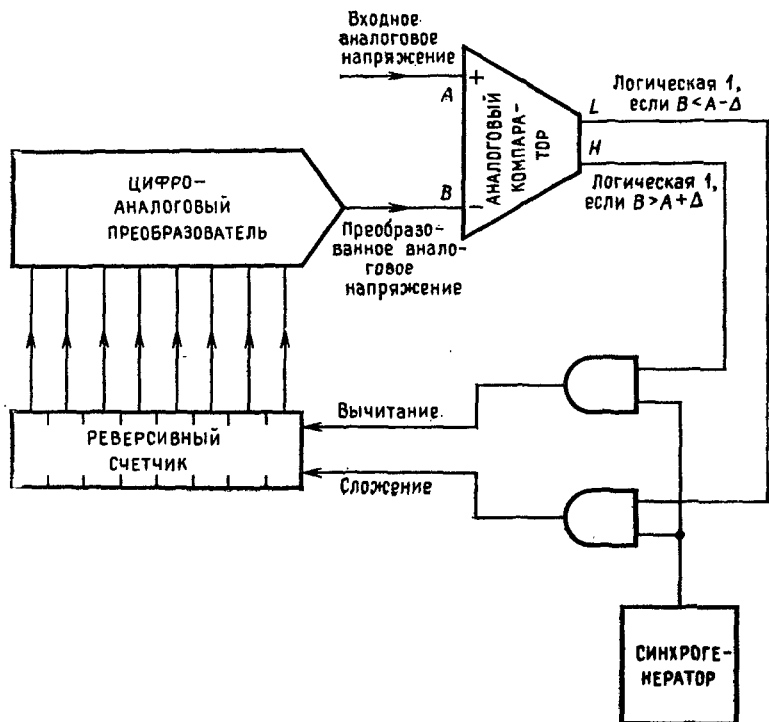 Входное
аналоговое
напряжение
A
+
АНАЛОГОВЫЙ
КОМПАРА-
ТОР
L
Логическая 1,
если B<A−Δ
H
Логическая 1,
если B>A+Δ
ЦИФРО-
АНАЛОГОВЫЙ
ПРЕОБРАЗОВАТЕЛЬ
B
−
Преобразо-
ванное анало-
говое
напряжение
РЕВЕРСИВНЫЙ
СЧЕТЧИК
Вычитание
Сложение
СИНХРОГЕ-
НЕРАТОР